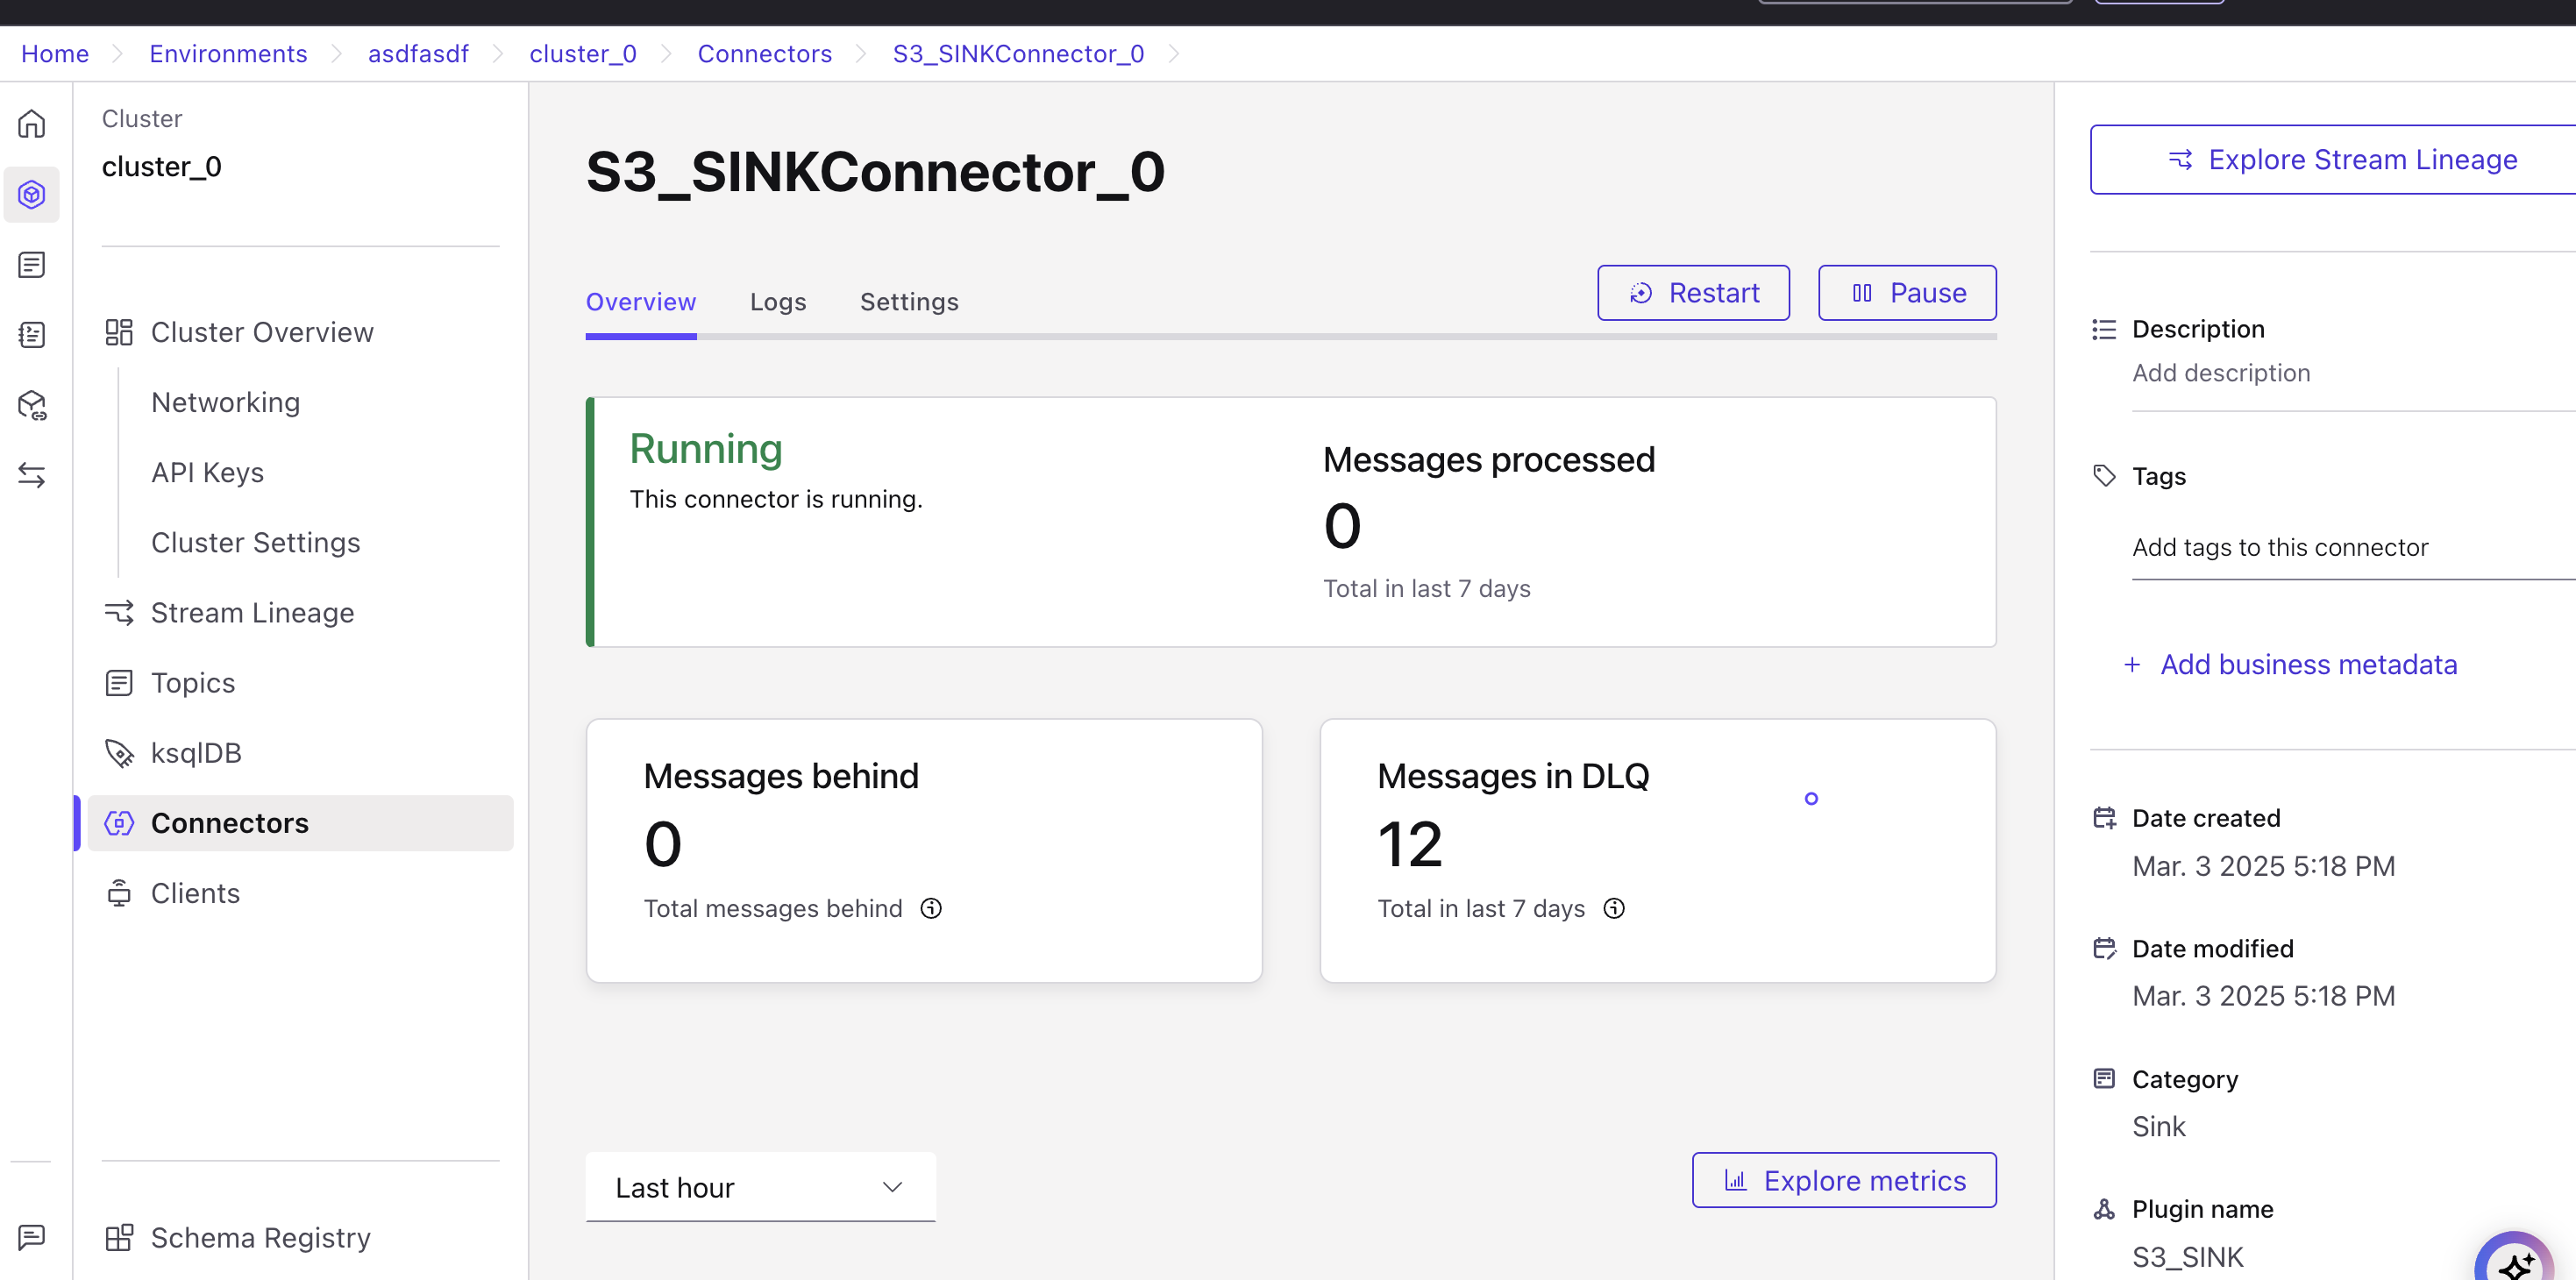 Home
Environments
asdfasdf
cluster_0
Connectors
S3_SINKConnector_0
Cluster
cluster_0
Cluster Overview
Networking
API Keys
Cluster Settings
Stream Lineage
Topics
ksqlDB
Connectors
Clients
Schema Registry
S3_SINKConnector_0
Overview
Logs
Settings
Restart
Pause
Running
This connector is running.
Messages processed
0
Total in last 7 days
Messages behind
0
Total messages behind
Messages in DLQ
12
Total in last 7 days
Last hour
Explore metrics
Explore Stream Lineage
Description
Add description
Tags
Add tags to this connector
+ Add business metadata
Date created
Mar. 3 2025 5:18 PM
Date modified
Mar. 3 2025 5:18 PM
Category
Sink
Plugin name
S3_SINK